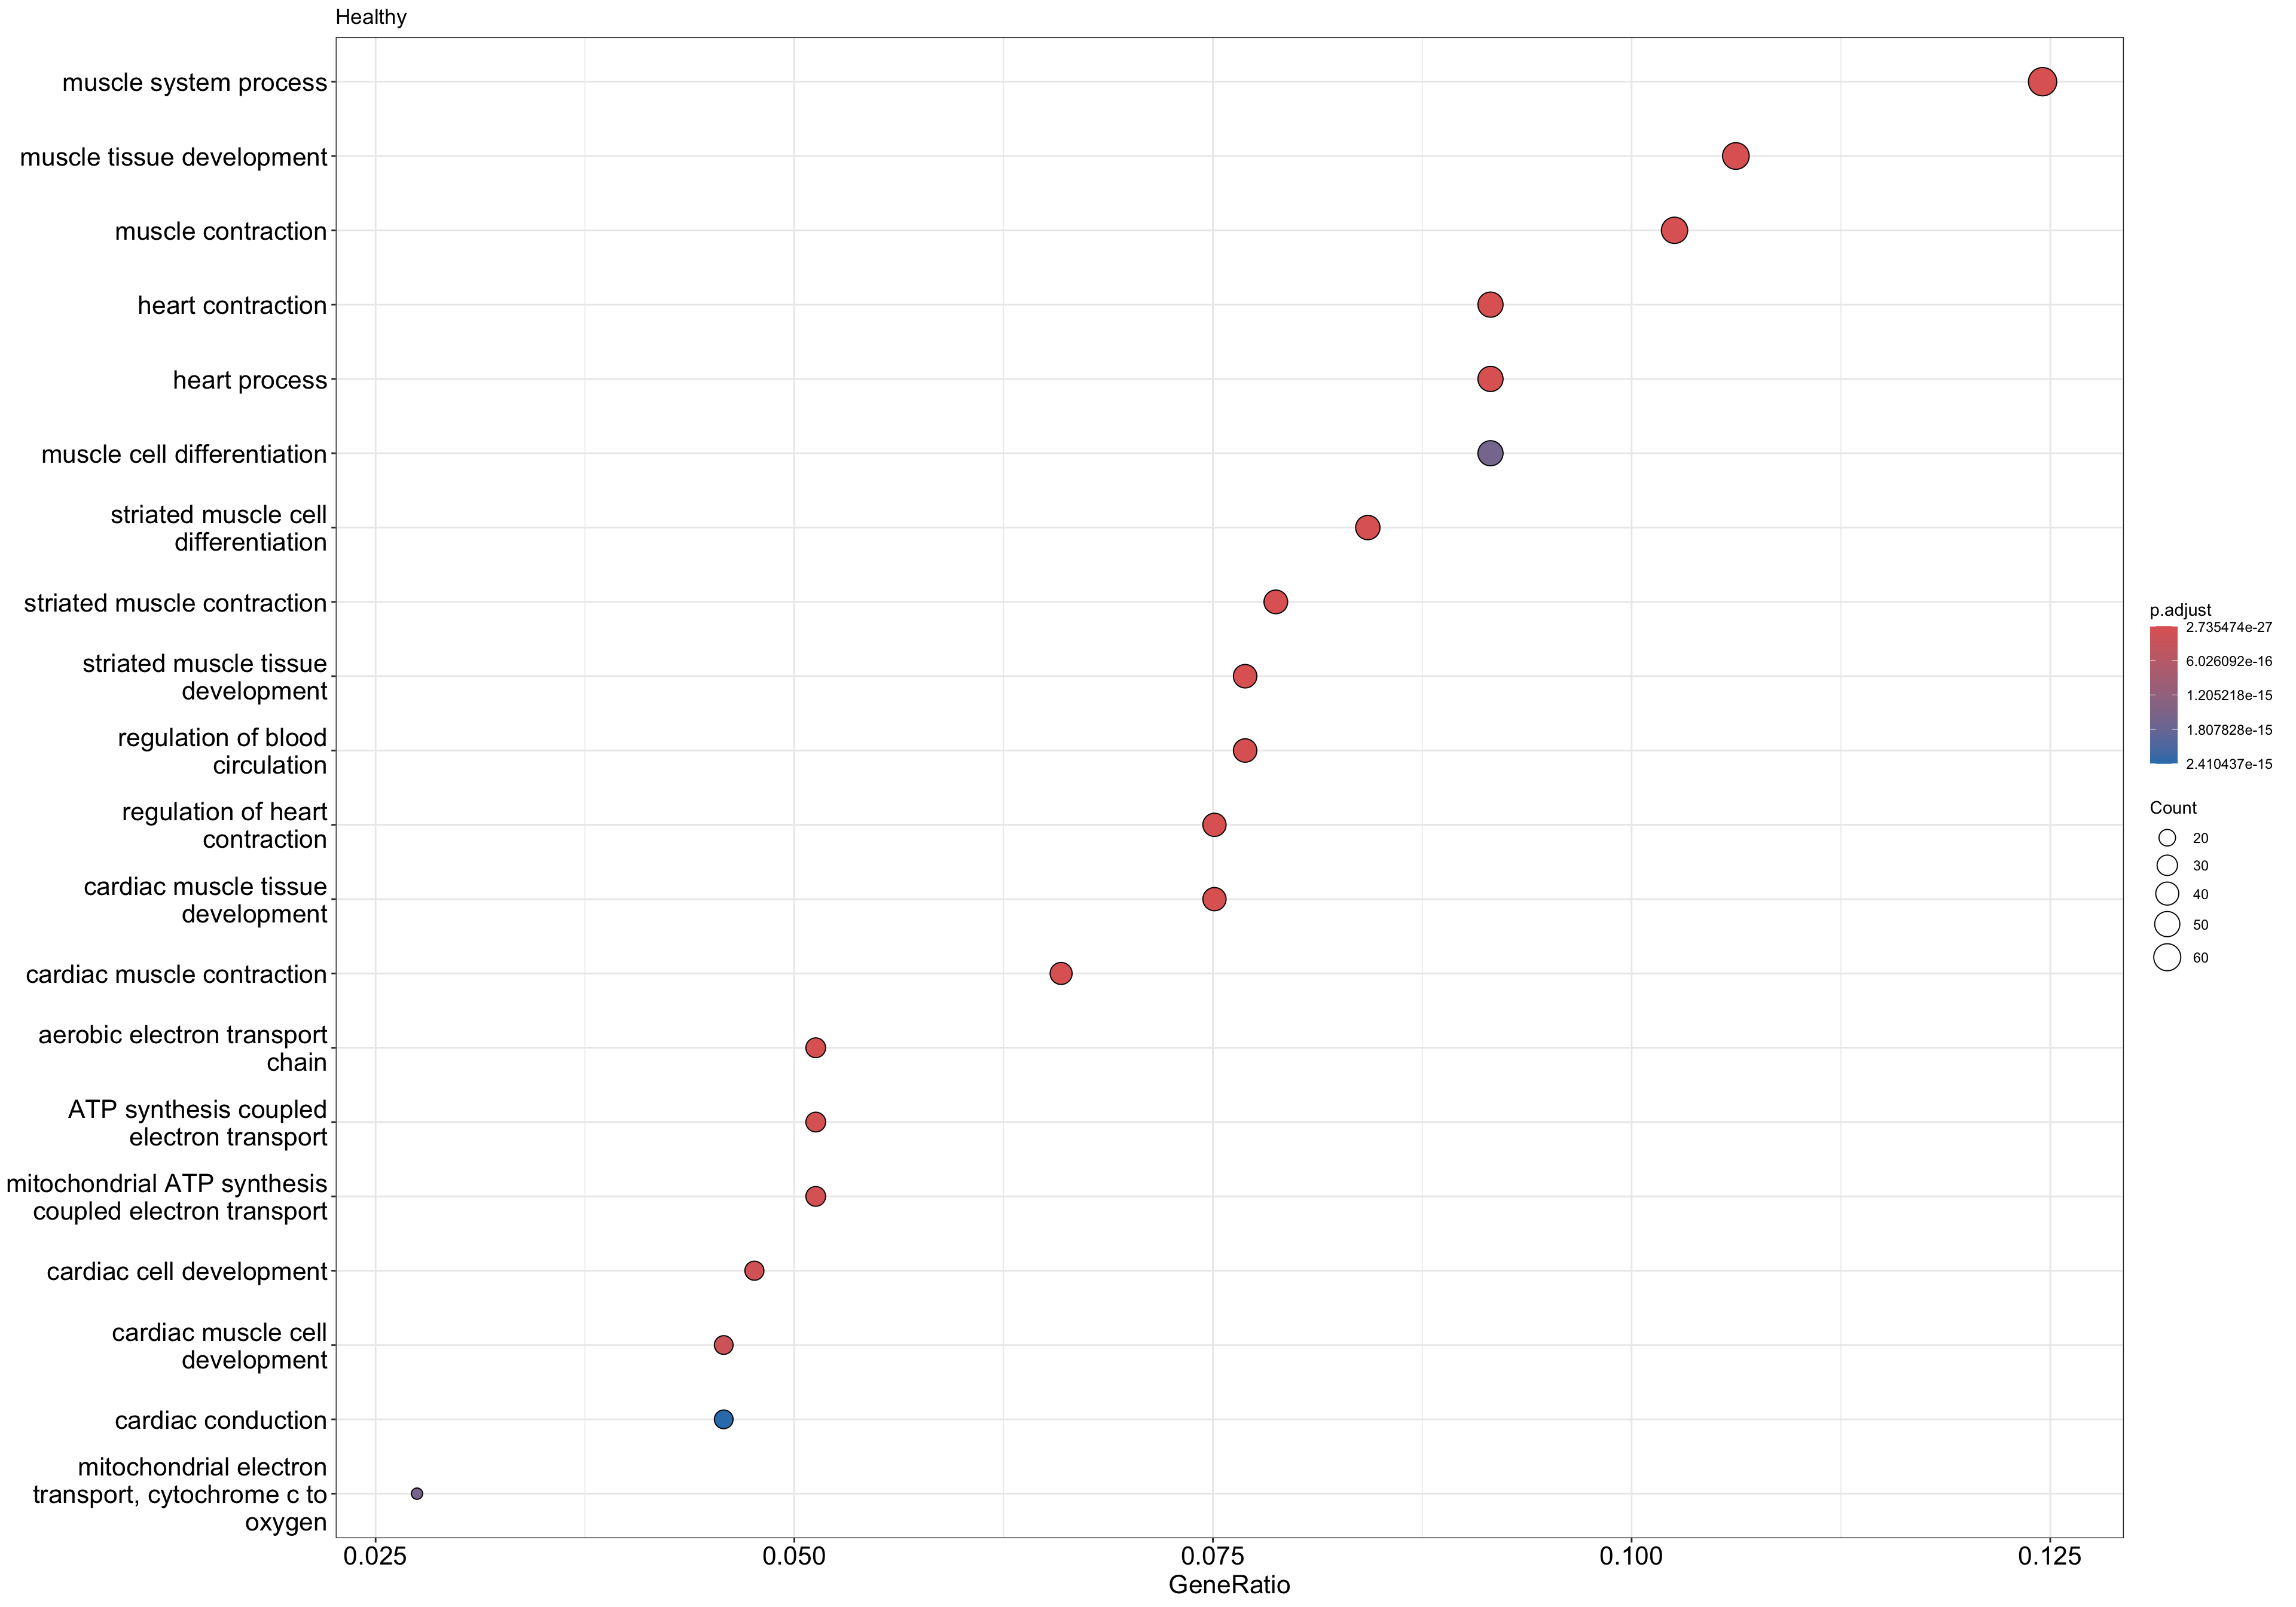 Healthy
muscle system process
muscle tissue development
muscle contraction
heart contraction
heart process
muscle cell differentiation
striated muscle cell
differentiation
striated muscle contraction
striated muscle tissue
development
regulation of blood
circulation
regulation of heart
contraction
cardiac muscle tissue
development
cardiac muscle contraction
aerobic electron transport
chain
ATP synthesis coupled
electron transport
mitochondrial ATP synthesis
coupled electron transport
cardiac cell development
cardiac muscle cell
development
cardiac conduction
mitochondrial electron
transport, cytochrome c to
oxygen
0.025
0.050
0.075
0.100
0.125
GeneRatio
p.adjust
2.735474e-27
6.026092e-16
1.205218e-15
1.807828e-15
2.410437e-15
Count
20
30
40
50
60